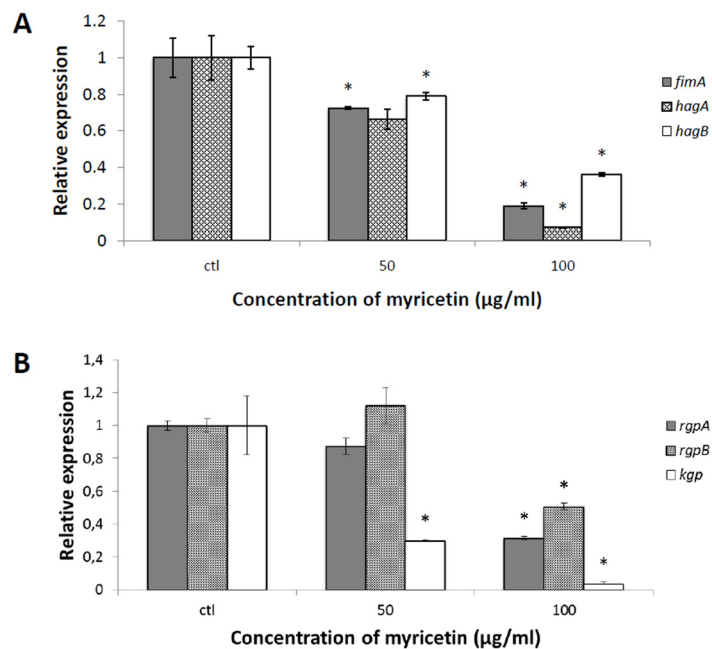 A
Relative expression
1.2
1
0.8
0.6
0.4
0.2
0
* * * * *
fimA
hagA
hagB
ctl 50 100
Concentration of myricetin (µg/ml)
B
Relative expression
1,4
1,2
1
0,8
0,6
0,4
0,2
0
* * * *
rgpA
rgpB
kgp
ctl 50 100
Concentration of myricetin (µg/ml)